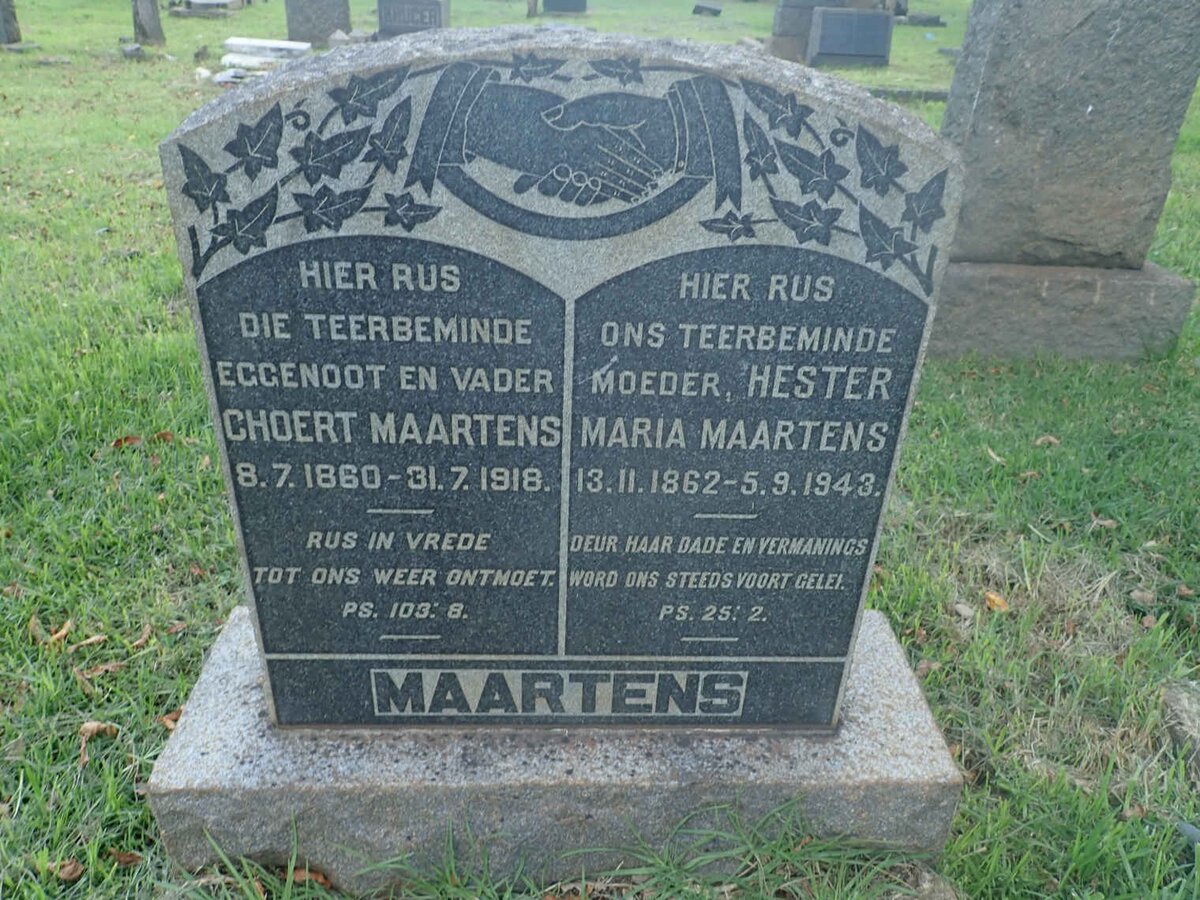 HIER RUS
DIE TEERBEMINDE
EGGENOOT EN VADER
CHOERT MAARTENS
8.7.1860-31.7.1918.
RUS IN VREDE
TOT ONS WEER ONTMOET.
PS. 103:8.
HIER RUS
ONS TEERBEMINDE
MOEDER, HESTER
MARIA MAARTENS
13.11.1862-5.9.1943.
DEUR HAAR DADE EN VERMANINGS
WORD ONS STEEDS VOORT GELEI.
PS. 25:2.
MAARTENS